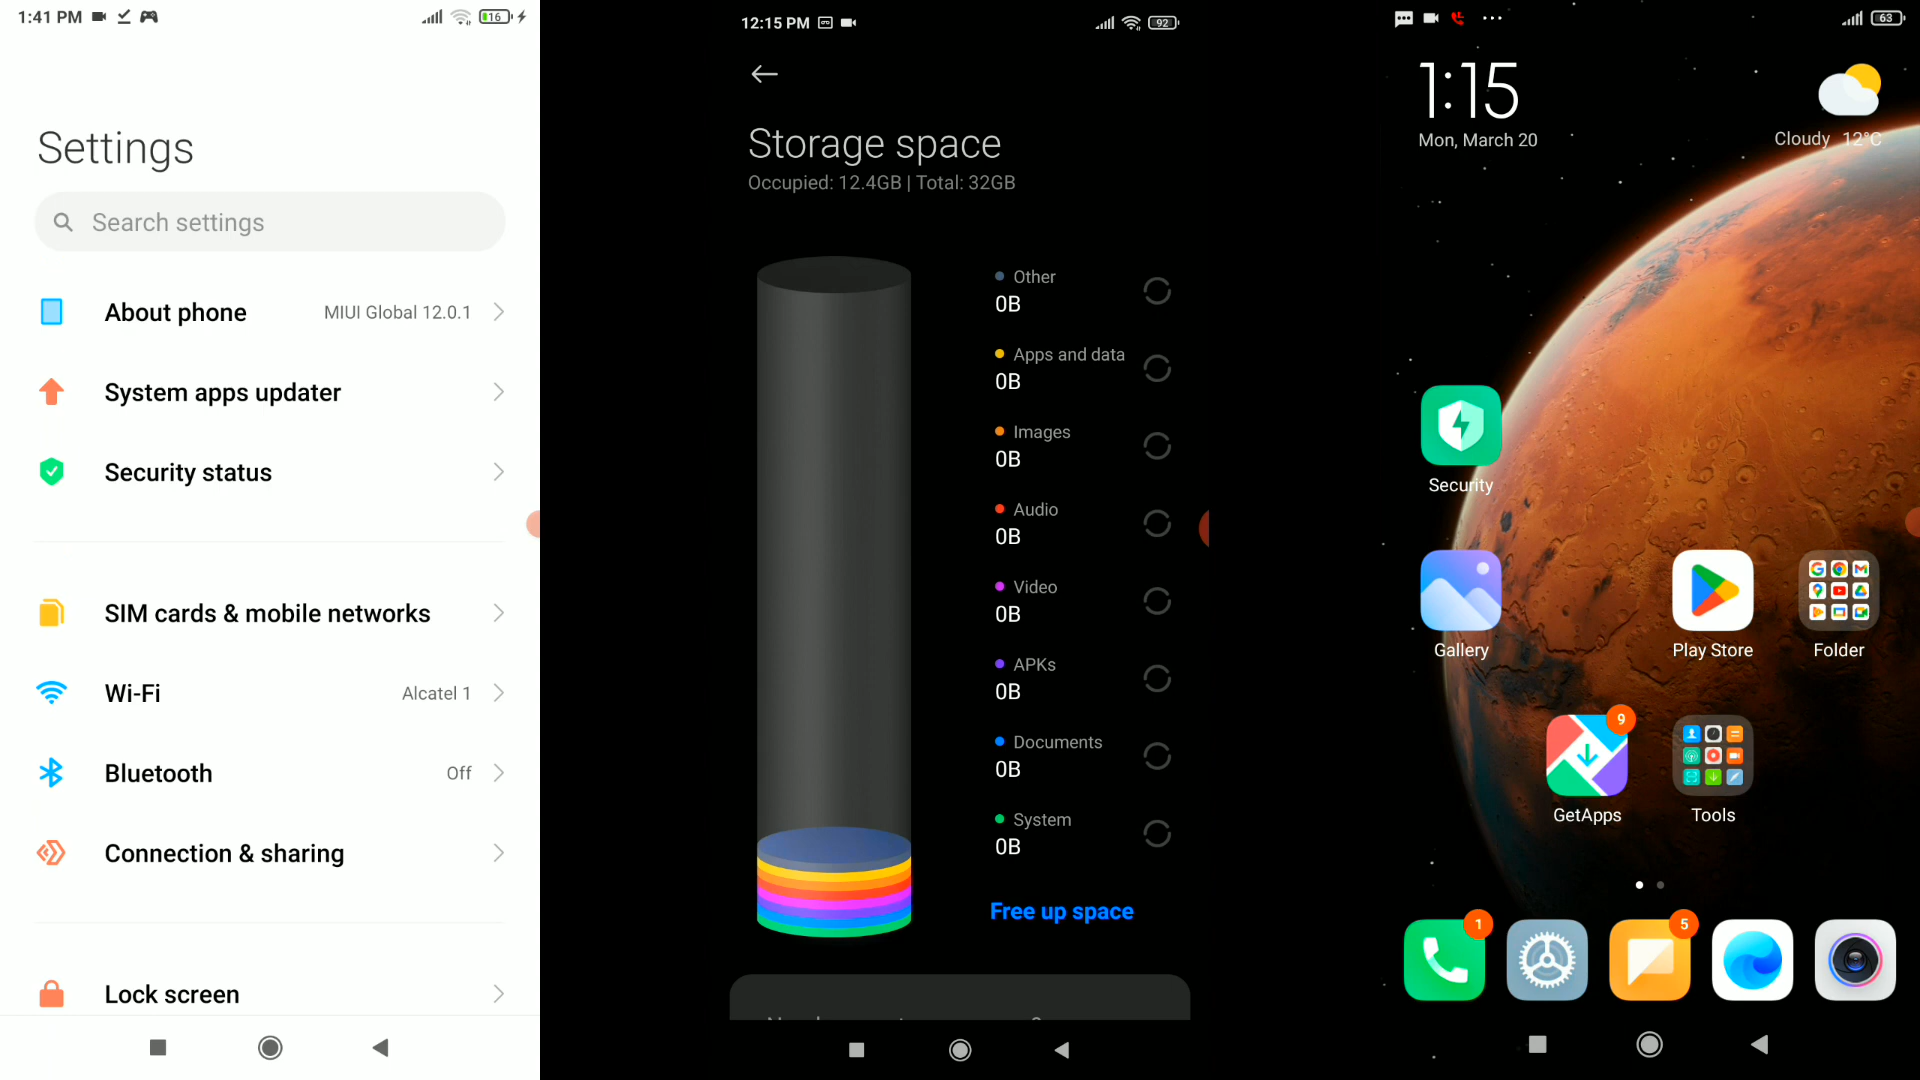 1:41 PM
16
Settings
Search settings
About phone MIUI Global 12.0.1
System apps updater
Security status
SIM cards & mobile networks
Wi-Fi Alcatel 1
Bluetooth Off
Connection & sharing
Lock screen
12:15 PM
92
Storage space
Occupied: 12.4GB | Total: 32GB
Other
0B
Apps and data
0B
Images
0B
Audio
0B
Video
0B
APKs
0B
Documents
0B
System
0B
Free up space
63
1:15
Mon, March 20
Cloudy 12°C
Security
Gallery
Play Store
Folder
9
GetApps
Tools
1
5